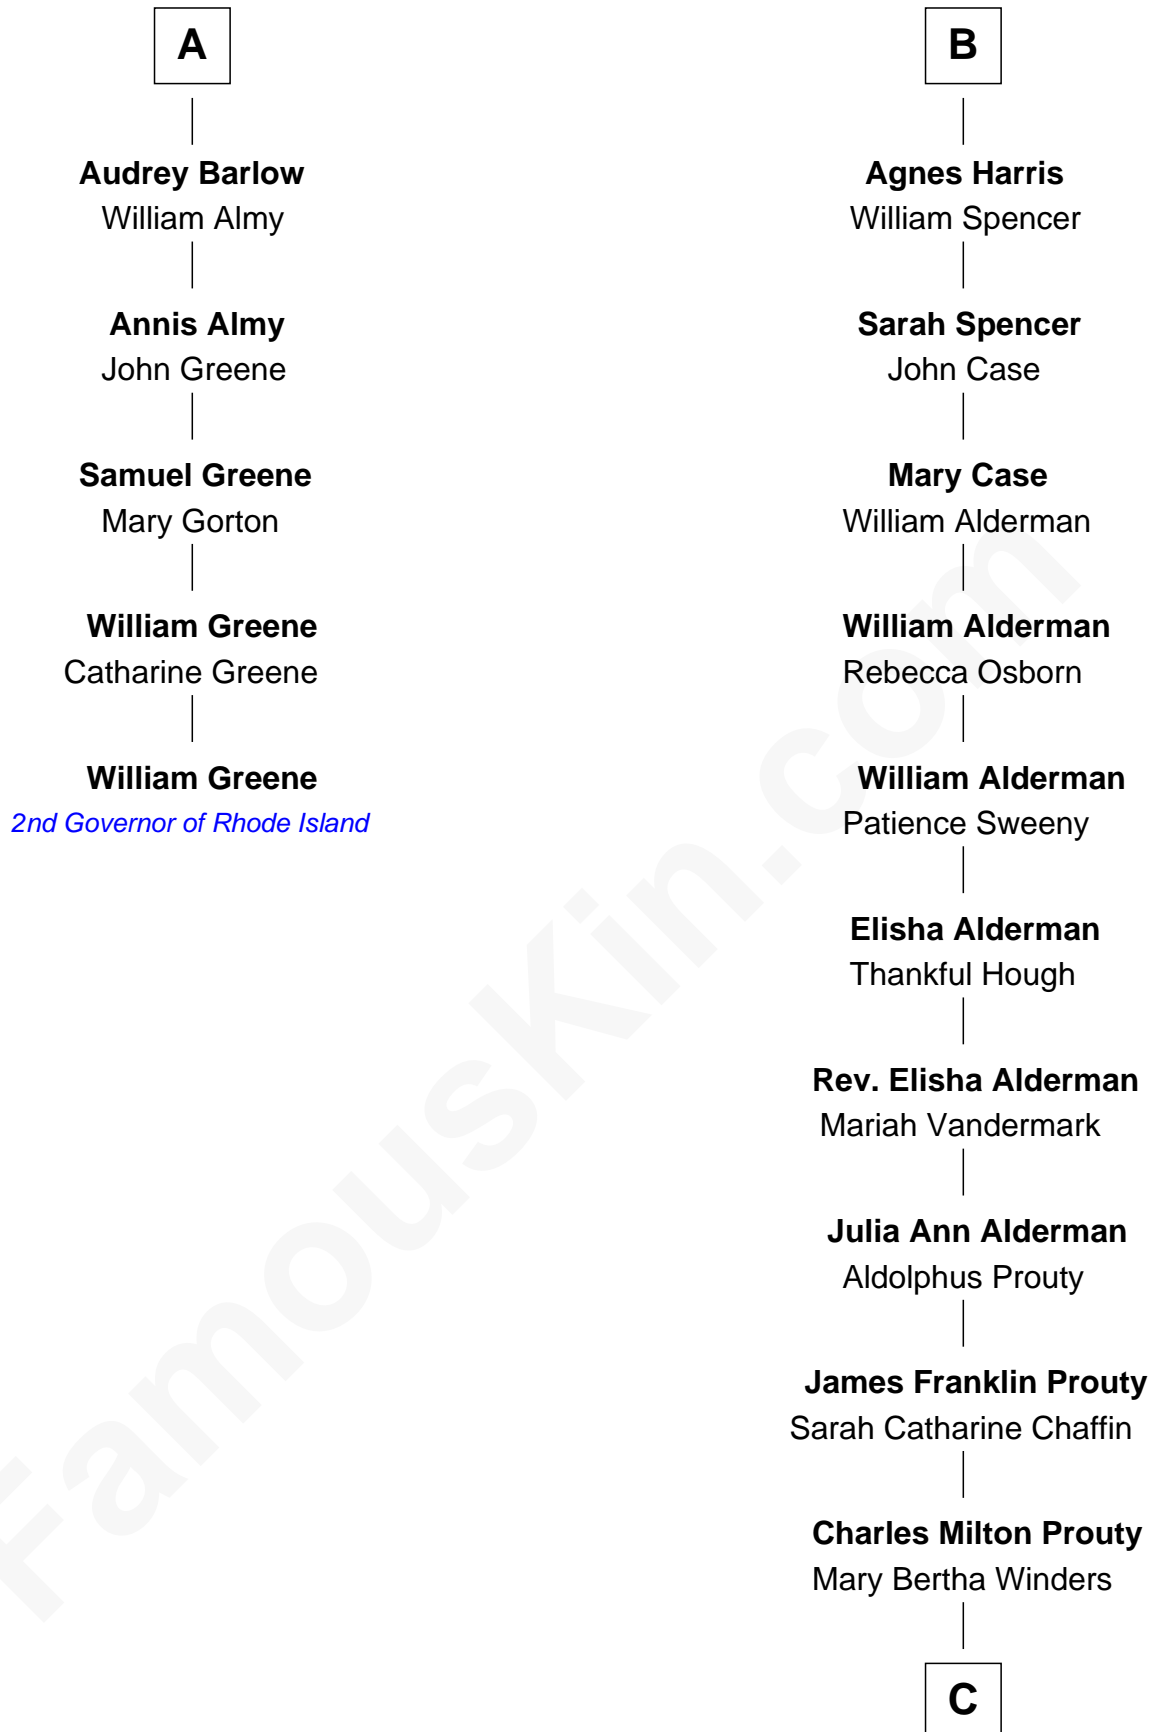 A
Audrey Barlow
William Almy
Annis Almy
John Greene
Samuel Greene
Mary Gorton
William Greene
Catharine Greene
William Greene
2nd Governor of Rhode Island
B
Agnes Harris
William Spencer
Sarah Spencer
John Case
Mary Case
William Alderman
William Alderman
Rebecca Osborn
William Alderman
Patience Sweeny
Elisha Alderman
Thankful Hough
Rev. Elisha Alderman
Mariah Vandermark
Julia Ann Alderman
Aldolphus Prouty
James Franklin Prouty
Sarah Catharine Chaffin
Charles Milton Prouty
Mary Bertha Winders
C
FamousKin.com